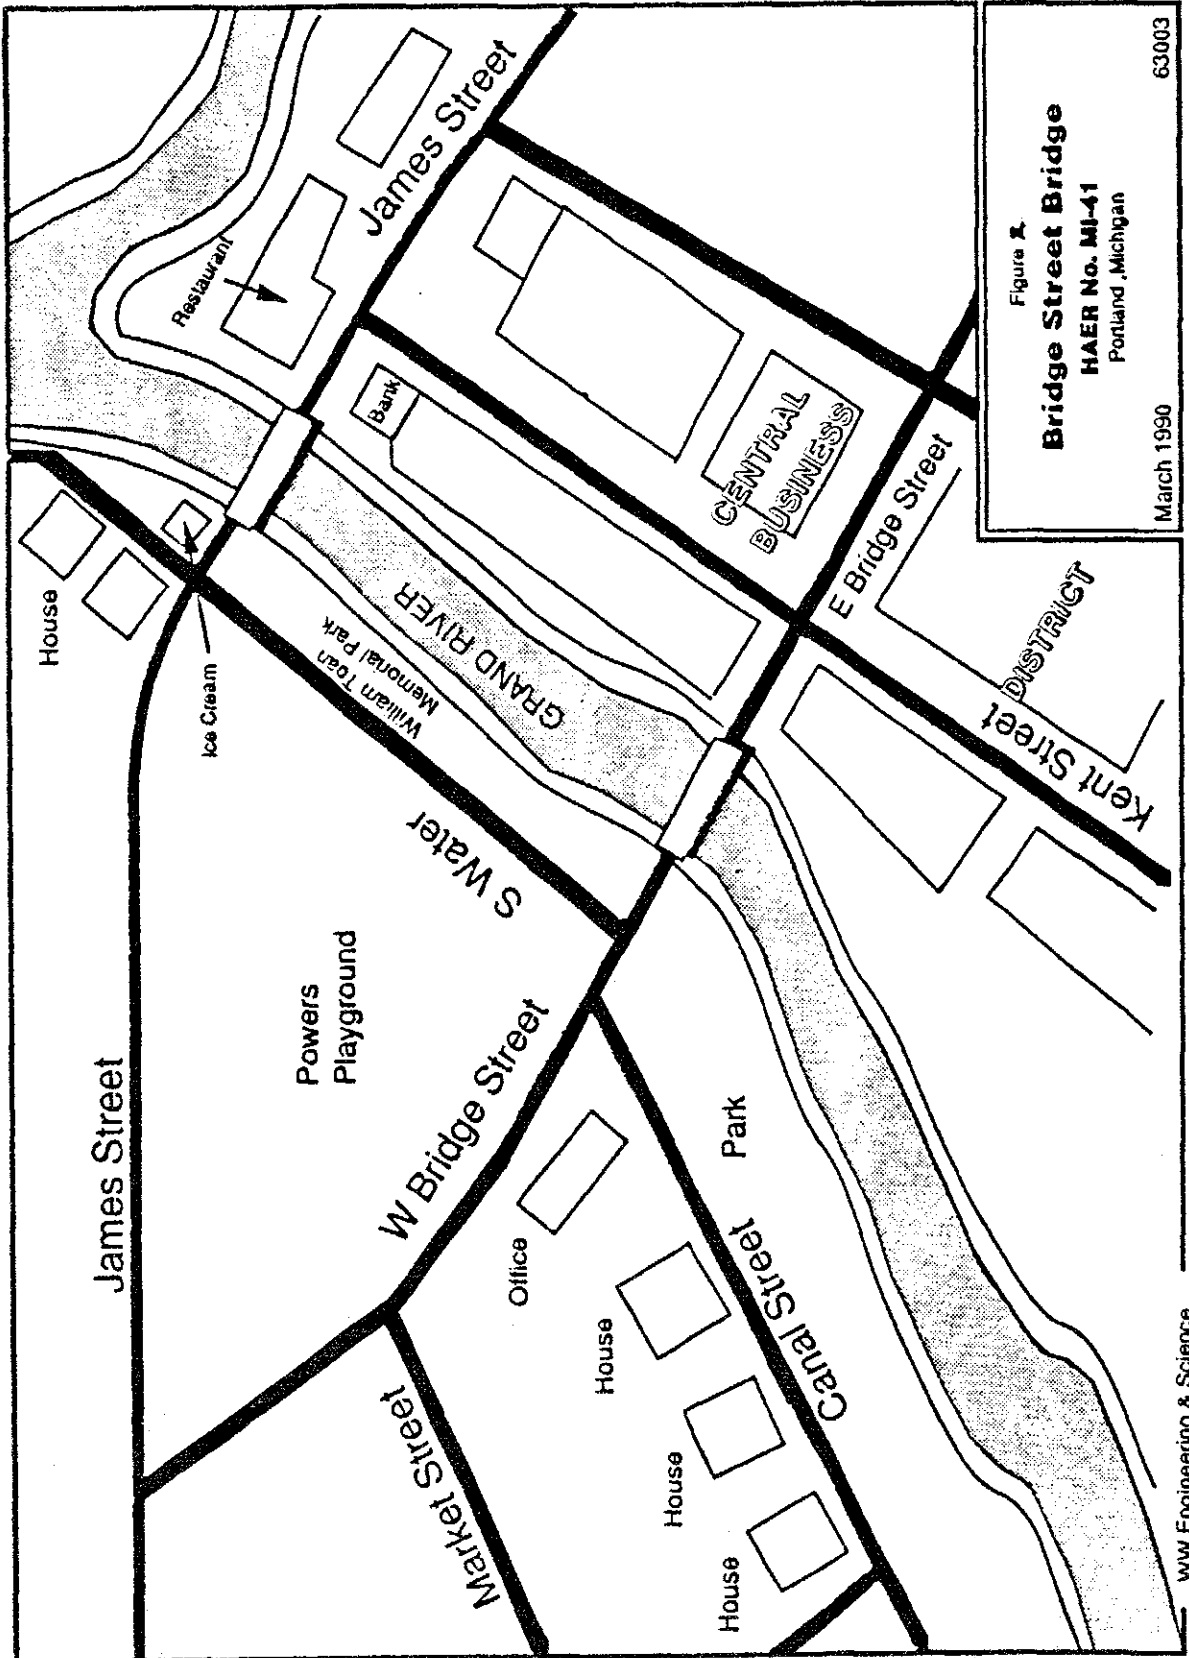 James Street
Powers
Playground
House
Ice Cream
Restaurant
James Street
William Toan
Memorial Park
GRAND RIVER
S Water
Bank
CENTRAL
BUSINESS
DISTRICT
W Bridge Street
E Bridge Street
Kent Street
Market Street
Office
House
House
House
Canal Street
Park
Figure 2
Bridge Street Bridge
HAER No. MI-41
Portland ,Michigan
March 1990
63003
WW Engineering & Science